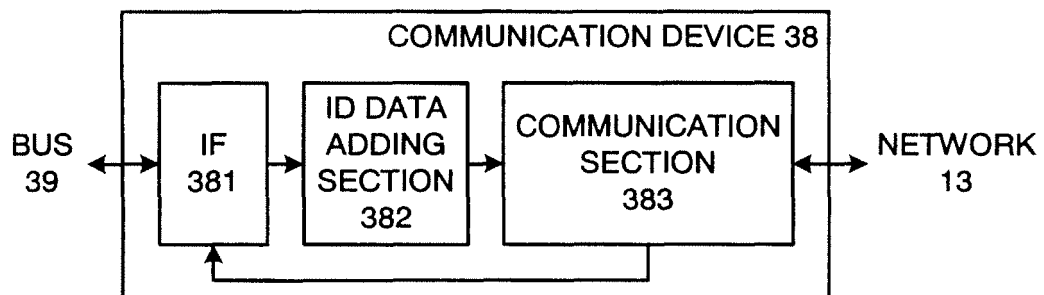 COMMUNICATION DEVICE 38
BUS
39
IF
381
ID DATA
ADDING
SECTION
382
COMMUNICATION
SECTION
383
NETWORK
13